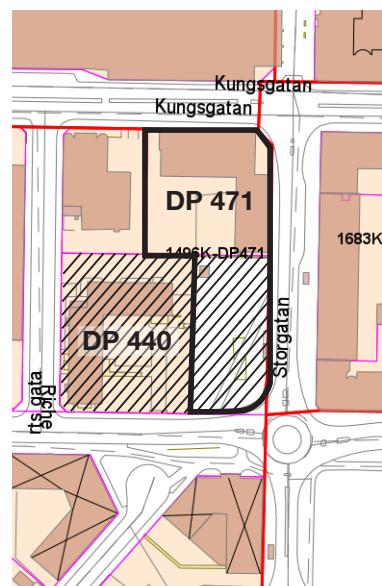 Kungsgatan
Kungsgatan
DP 471
1496K-DP471
1683K
Storgatan
DP 440
Riche
rts gata